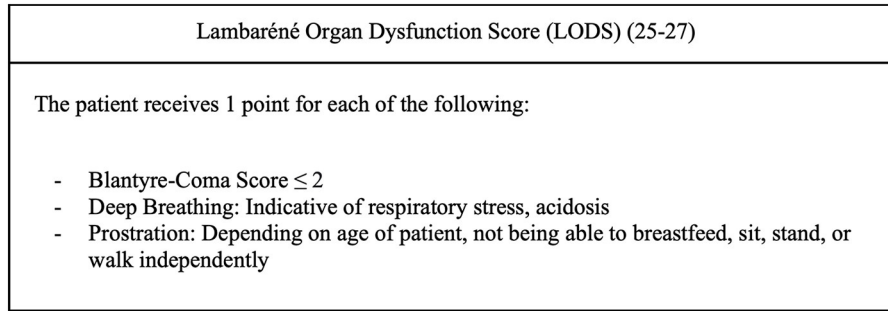 Lambaréné Organ Dysfunction Score (LODS) (25-27)
The patient receives 1 point for each of the following:
- Blantyre-Coma Score ≤ 2
- Deep Breathing: Indicative of respiratory stress, acidosis
- Prostration: Depending on age of patient, not being able to breastfeed, sit, stand, or
walk independently